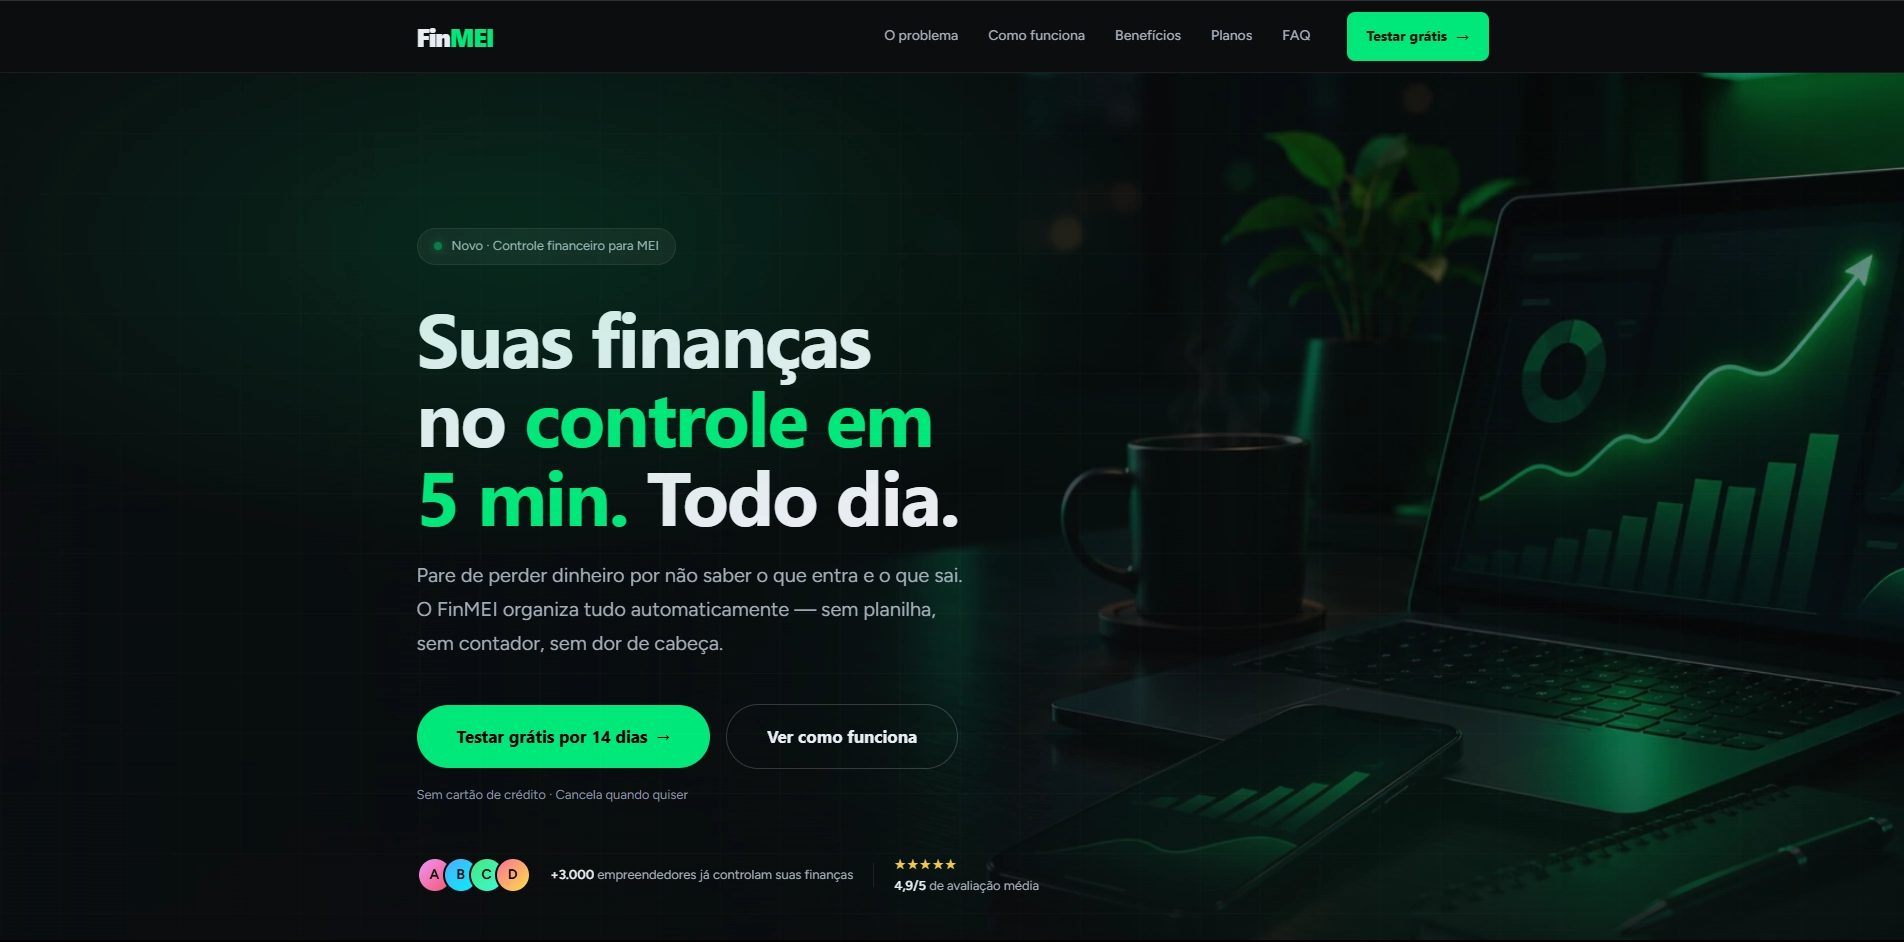 FinMEI
O problema
Como funciona
Benefícios
Planos
FAQ
Testar grátis →
Novo · Controle financeiro para MEI
Suas finanças
no controle em
5 min. Todo dia.
Pare de perder dinheiro por não saber o que entra e o que sai.
O FinMEI organiza tudo automaticamente — sem planilha,
sem contador, sem dor de cabeça.
Testar grátis por 14 dias →
Ver como funciona
Sem cartão de crédito · Cancela quando quiser
A B C D
+3.000 empreendedores já controlam suas finanças
★★★★★
4,9/5 de avaliação média